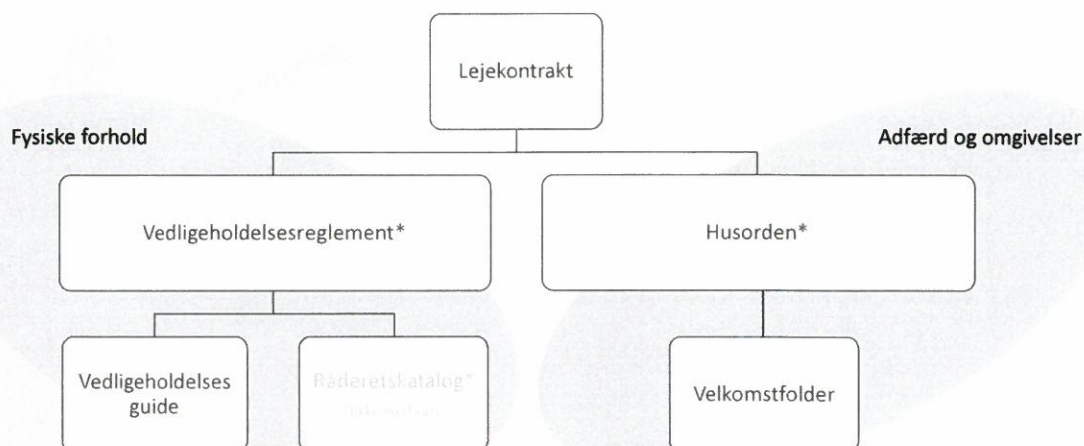 Lejekontrakt
Fysiske forhold
Adfærd og omgivelser
Vedligeholdelsesreglement*
Husorden*
Vedligeholdelses
guide
Råderetskatalog*
Velkomstfolder